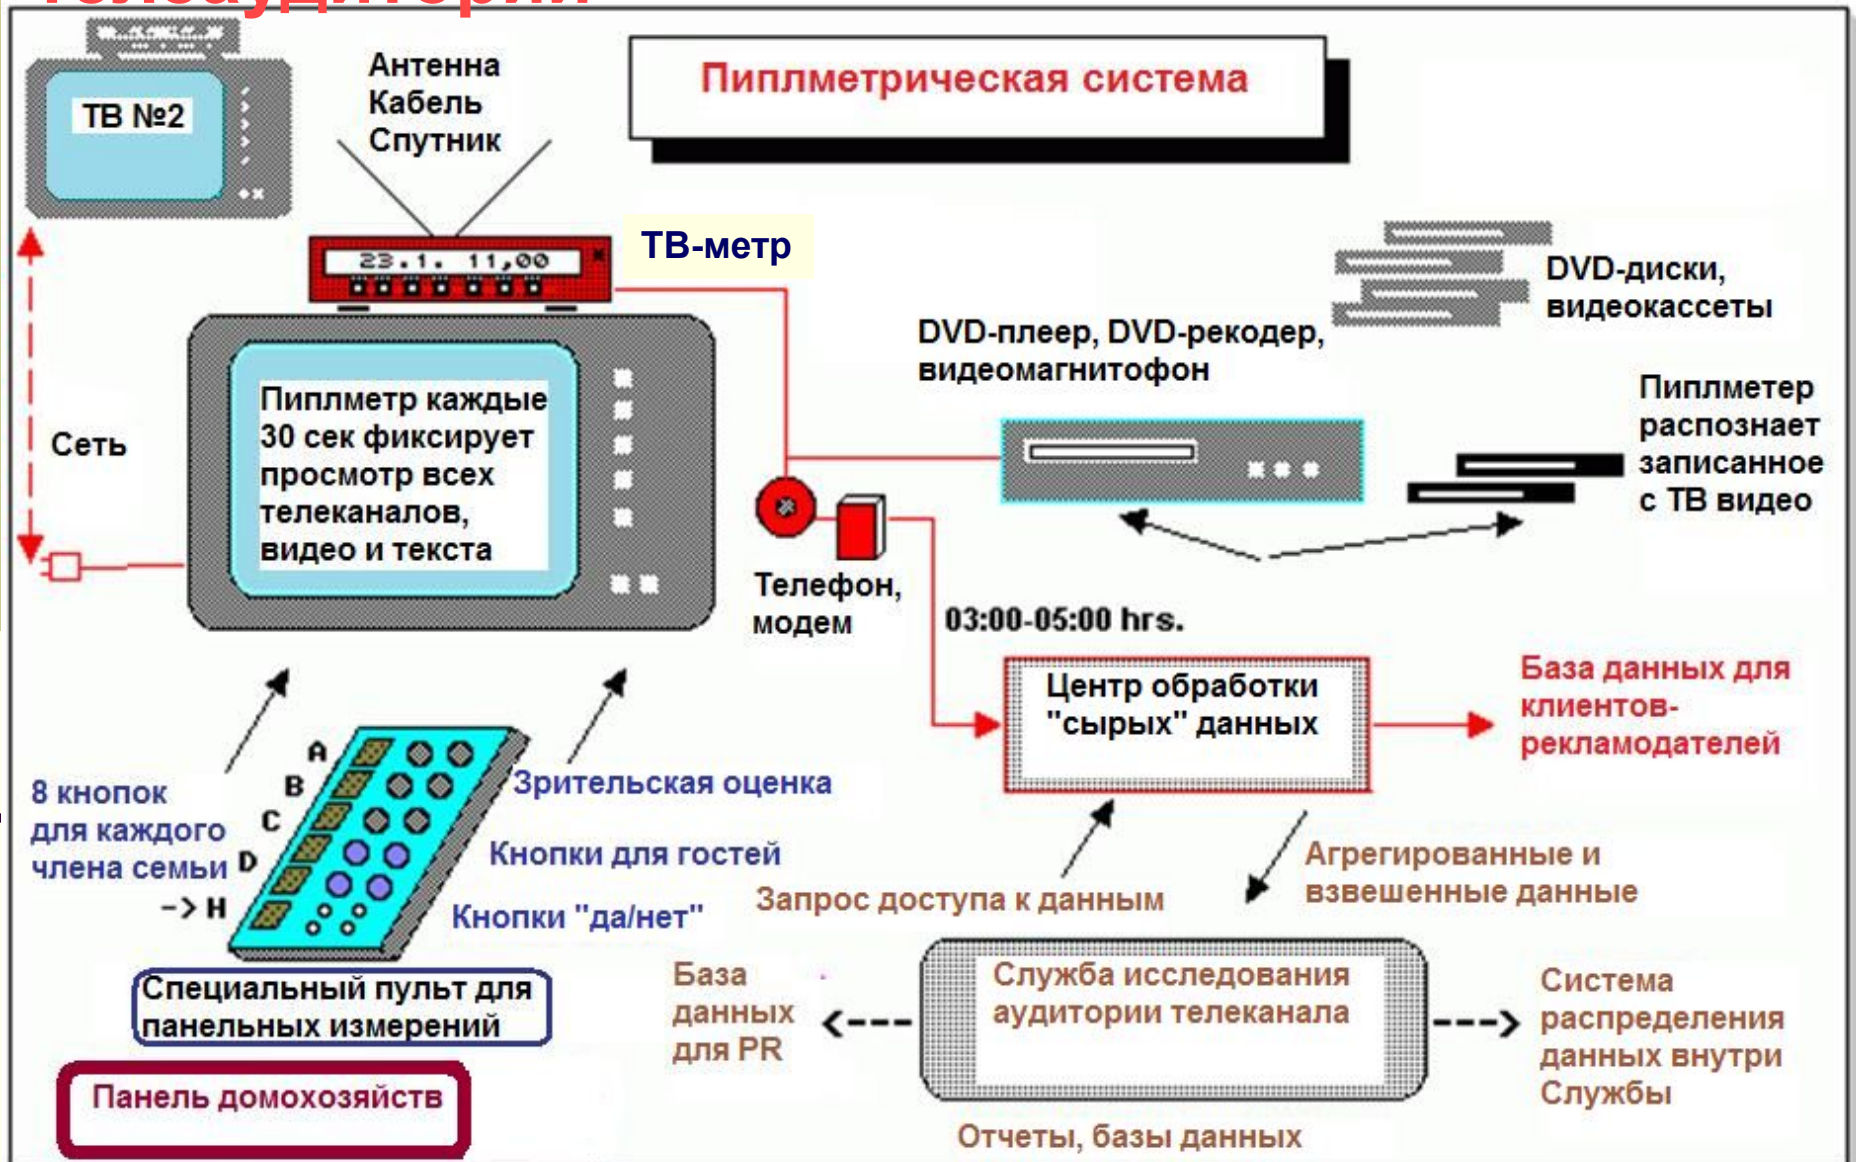 Телеаудитории
ТВ №2
Антенна
Кабель
Спутник
Пиплметрическая система
23.1. 11,00
ТВ-метр
DVD-диски,
видеокассеты
DVD-плеер, DVD-рекодер,
видеомагнитофон
Пиплметер
распознает
записанное
с ТВ видео
Сеть
Пиплметр каждые
30 сек фиксирует
просмотр всех
телеканалов,
видео и текста
Телефон,
модем
03:00-05:00 hrs.
Центр обработки
"сырых" данных
База данных для
клиентов-
рекламодателей
8 кнопок
для каждого
члена семьи
A
B
C
D
-> H
Зрительская оценка
Кнопки для гостей
Кнопки "да/нет"
Запрос доступа к данным
Агрегированные и
взвешенные данные
Специальный пульт для
панельных измерений
Панель домохозяйств
База
данных
для PR
Служба исследования
аудитории телеканала
Система
распределения
данных внутри
Службы
Отчеты, базы данных